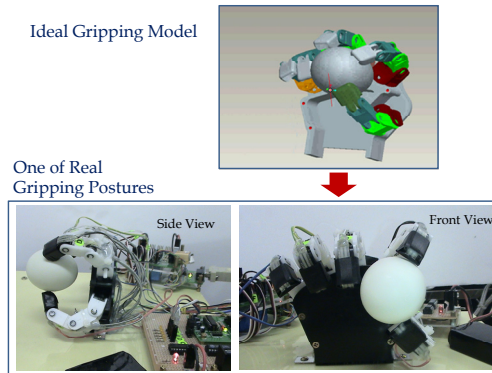 Ideal Gripping Model
One of Real
Gripping Postures
Side View
Front View